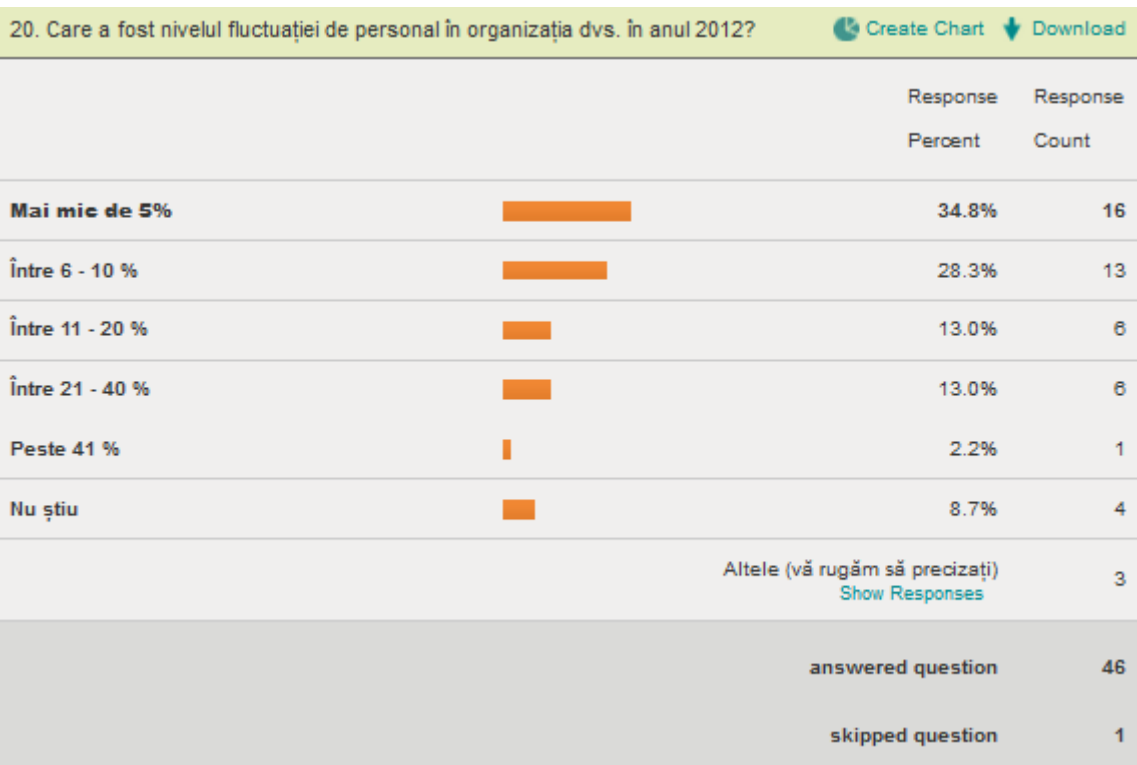 20. Care a fost nivelul fluctuației de personal în organizația dvs. în anul 2012? Create Chart Download
Response Response
Percent Count
Mai mic de 5% 34.8% 16
Între 6 - 10 % 28.3% 13
Între 11 - 20 % 13.0% 6
Între 21 - 40 % 13.0% 6
Peste 41 % 2.2% 1
Nu știu 8.7% 4
Altele (vă rugăm să precizați) 3
Show Responses
answered question 46
skipped question 1